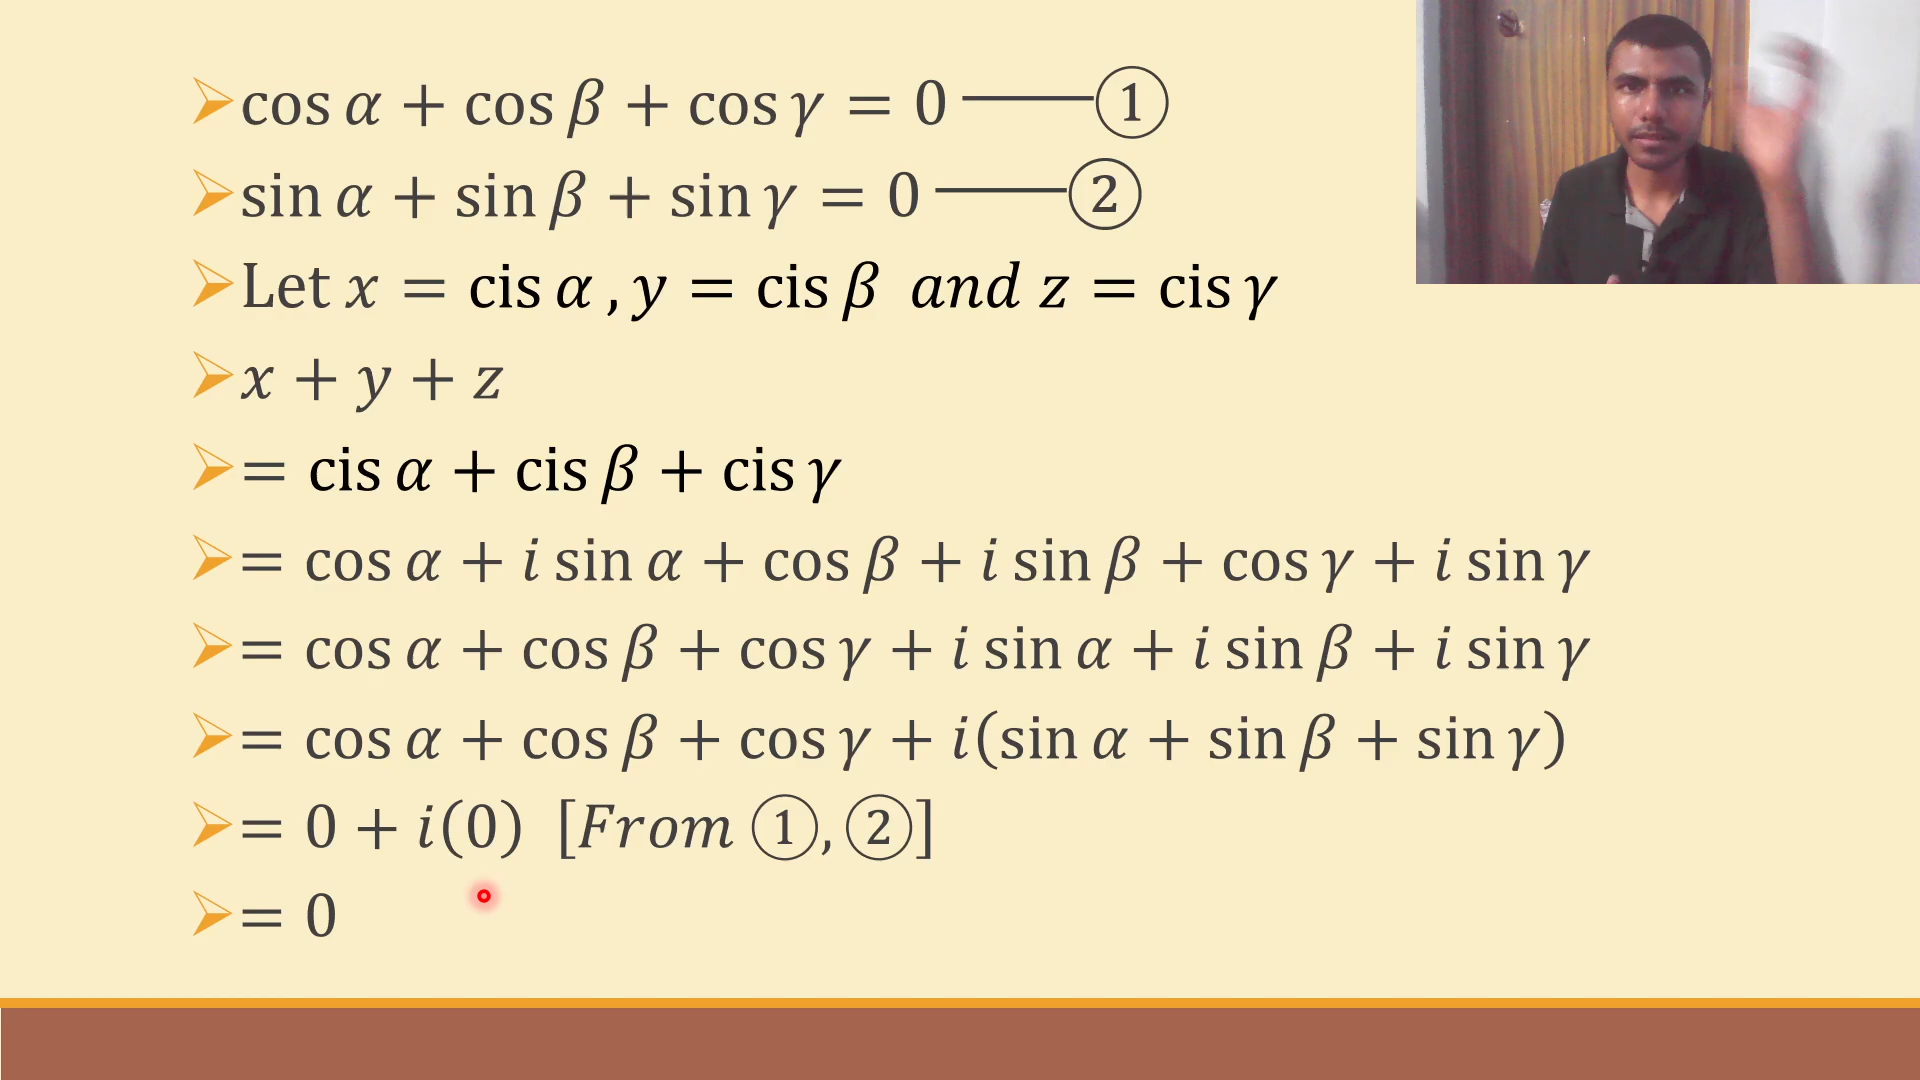 cos α + cos β + cos γ = 0 ——①
sin α + sin β + sin γ = 0 ——②
Let x = cis α , y = cis β and z = cis γ
x + y + z
= cis α + cis β + cis γ
= cos α + i sin α + cos β + i sin β + cos γ + i sin γ
= cos α + cos β + cos γ + i sin α + i sin β + i sin γ
= cos α + cos β + cos γ + i(sin α + sin β + sin γ)
= 0 + i(0) [From ①, ②]
= 0